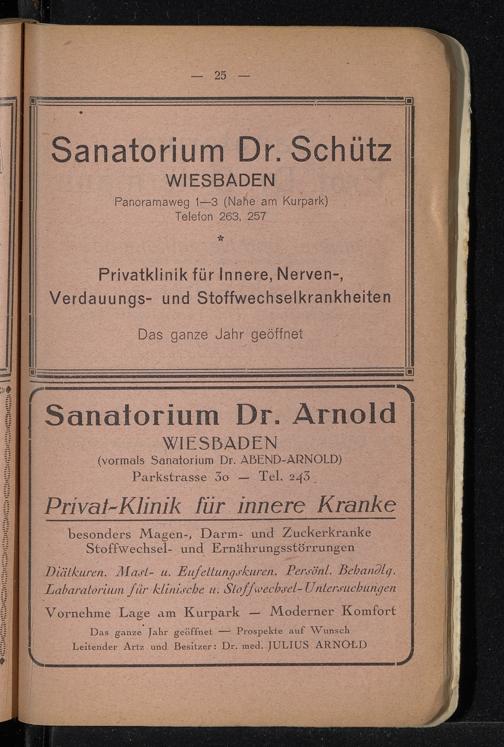 — 25 —
Sanatorium Dr. Schütz
WIESBADEN
Panoramaweg 1—3 (Nahe am Kurpark)
Telefon 263, 257
*
Privatklinik für Innere, Nerven-,
Verdauungs- und Stoffwechselkrankheiten
Das ganze Jahr geöffnet
Sanatorium Dr. Arnold
WIESBADEN
(vormals Sanatorium Dr. ABEND-ARNOLD)
Parkstrasse 30 — Tel. 243
Privat-Klinik für innere Kranke
besonders Magen-, Darm- und Zuckerkranke
Stoffwechsel- und Ernährungsstörrungen
Diätkuren. Mast- u. Enfettungskuren. Persönl. Behandlg.
Labaratorium für klinische u. Stoffwechsel-Untersuchungen
Vornehme Lage am Kurpark — Moderner Komfort
Das ganze Jahr geöffnet — Prospekte auf Wunsch
Leitender Artz und Besitzer: Dr. med. JULIUS ARNOLD